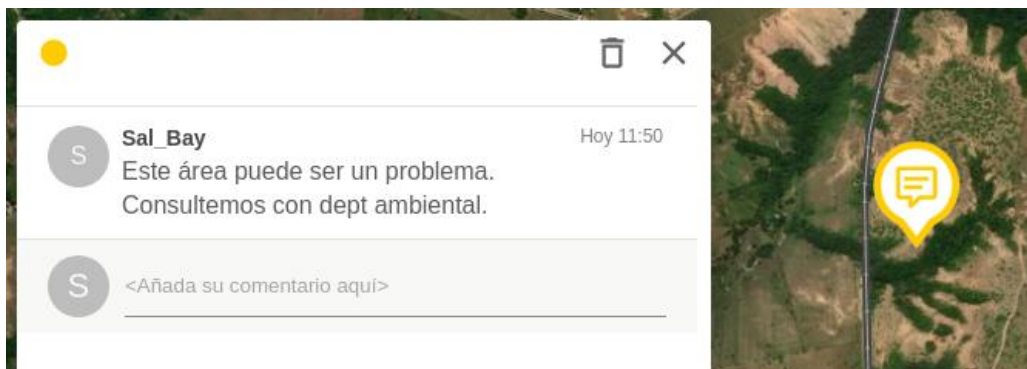 S
Sal_Bay
Hoy 11:50
Este área puede ser un problema.
Consultemos con dept ambiental.
S
<Añada su comentario aquí>